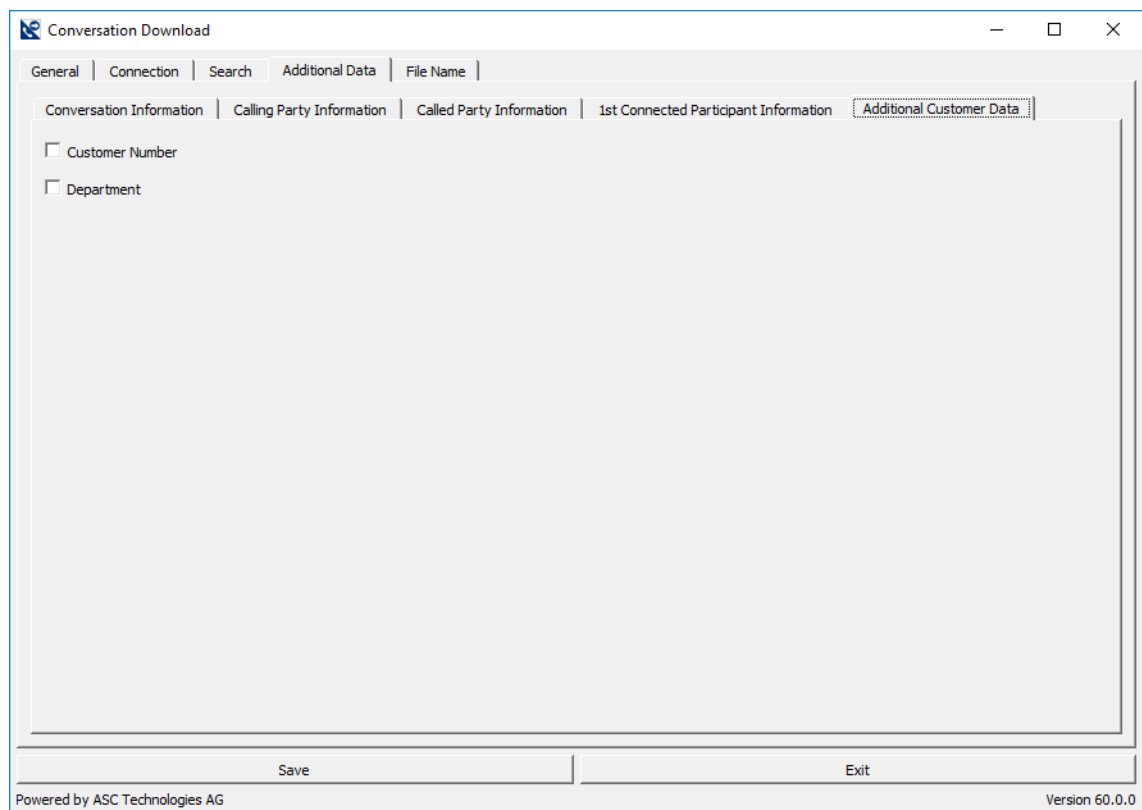 Conversation Download
General Connection Search Additional Data File Name
Conversation Information Calling Party Information Called Party Information 1st Connected Participant Information Additional Customer Data
Customer Number
Department
Save Exit
Powered by ASC Technologies AG Version 60.0.0